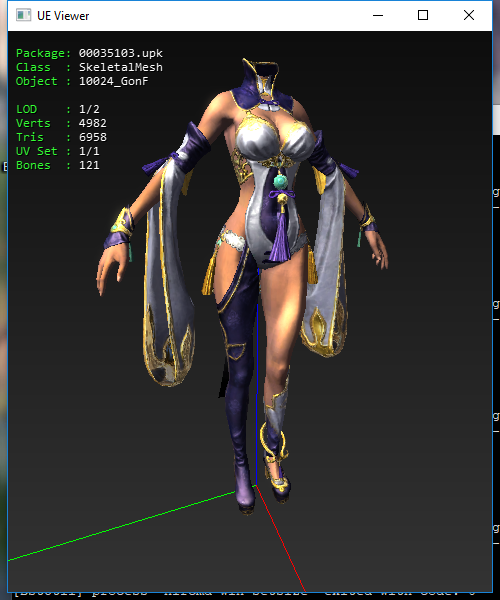 UE Viewer
Package: 00035103.upk
Class : SkeletalMesh
Object : 10024_GonF
LOD : 1/2
Verts : 4982
Tris : 6958
UV Set : 1/1
Bones : 121